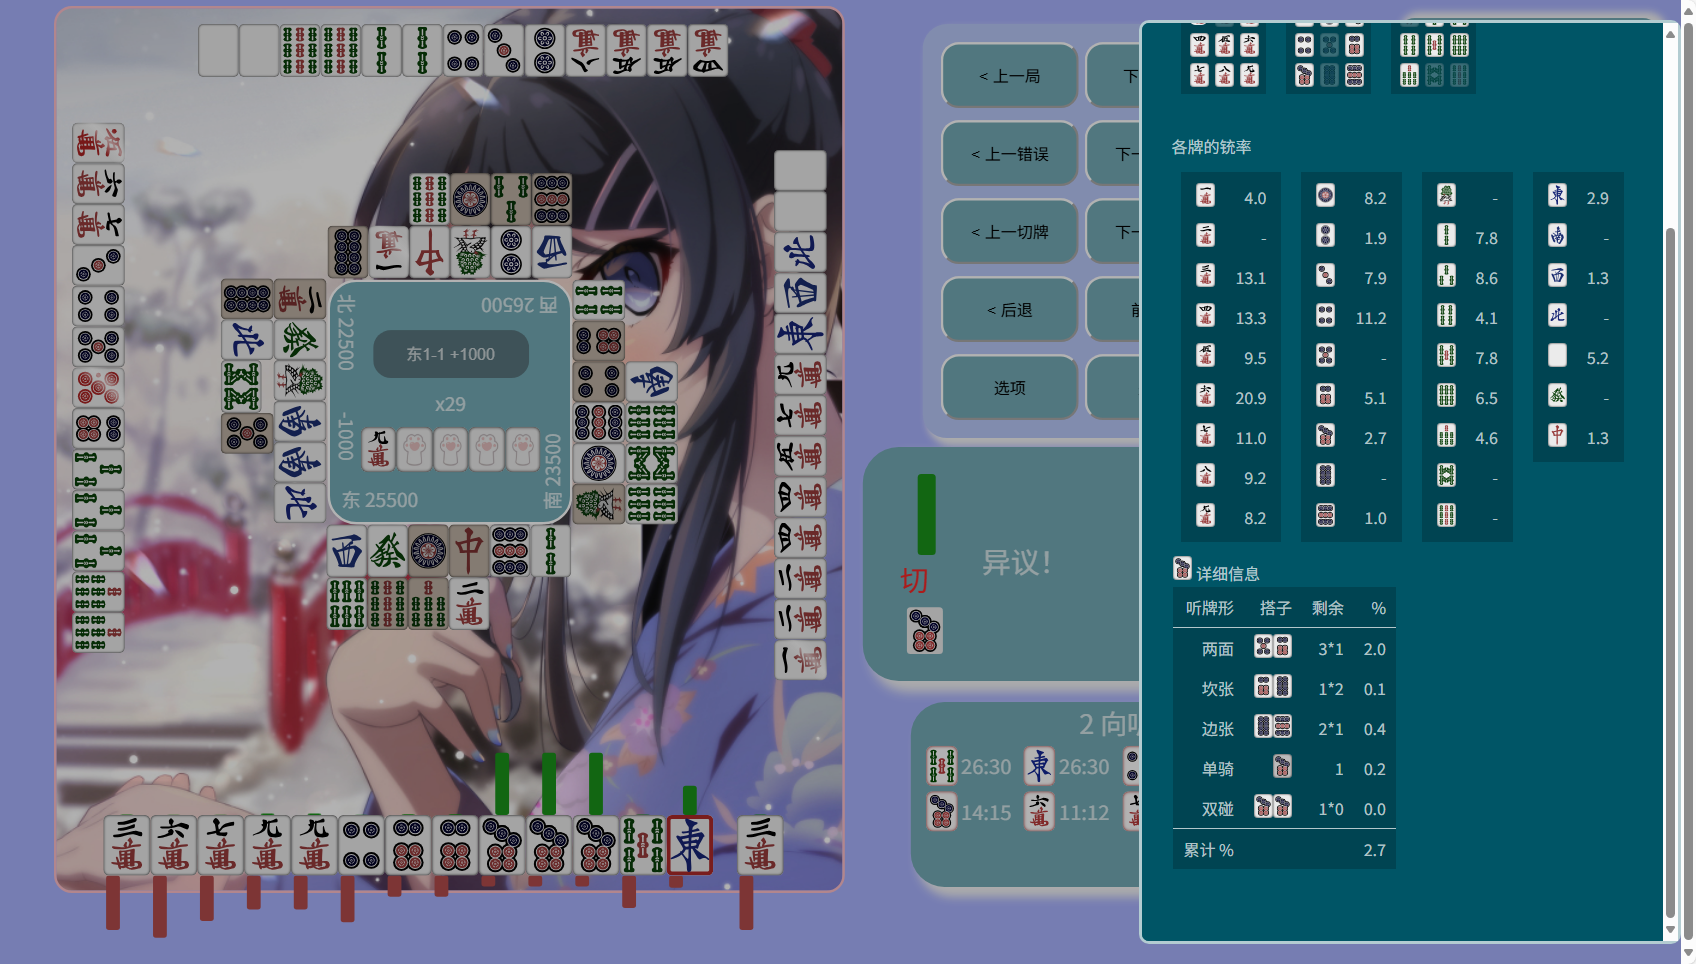 < 上一局
下
< 上一错误
下一
< 上一切牌
下一
< 后退
前
选项
西 26500
北 22500
东1-1 +1000
x29
-1000
南 23500
东 25500
异议!
切
2 向听
26:30
26:30
14:15
11:12
各牌的铳率
4.0 8.2 - 2.9
- 1.9 7.8 -
13.1 7.9 8.6 1.3
13.3 11.2 4.1 -
9.5 - 7.8 5.2
20.9 5.1 6.5 -
11.0 2.7 4.6 1.3
9.2 - -
8.2 1.0 -
详细信息
听牌形 搭子 剩余 %
两面 3*1 2.0
坎张 1*2 0.1
边张 2*1 0.4
单骑 1 0.2
双碰 1*0 0.0
累计 % 2.7